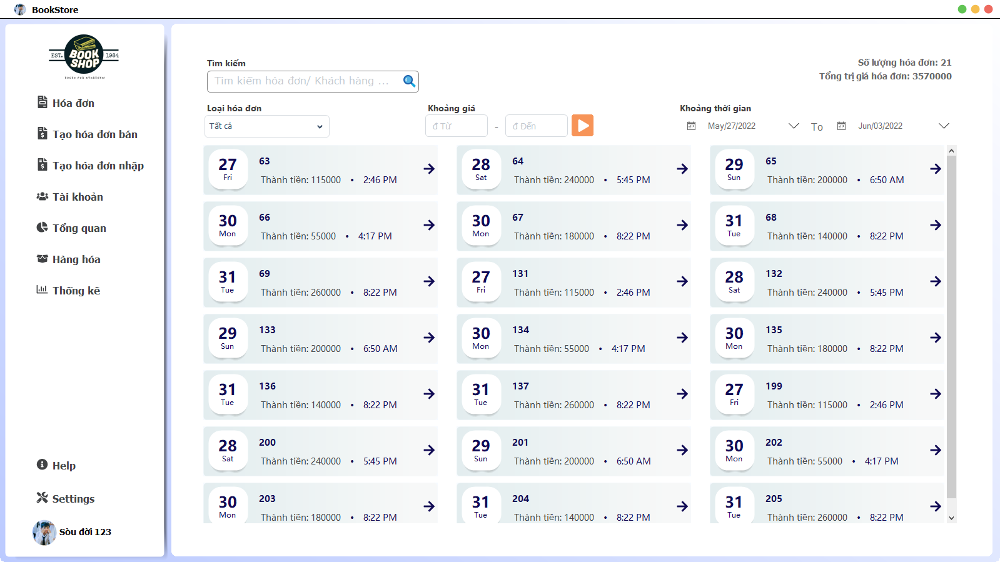 BookStore
EST. BOOK SHOP 1984
BOOKS FOR EVERYONE!
Hóa đơn
Tạo hóa đơn bán
Tạo hóa đơn nhập
Tài khoản
Tổng quan
Hàng hóa
Thống kê
Help
Settings
Sòu đời 123
Tìm kiếm
Tìm kiếm hóa đơn/ Khách hàng ...
Số lượng hóa đơn: 21
Tổng trị giá hóa đơn: 3570000
Loại hóa đơn
Khoảng giá
Khoảng thời gian
Tất cả
đ Từ - đ Đến
May/27/2022 To Jun/03/2022
27 Fri
63
Thành tiền: 115000 • 2:46 PM
28 Sat
64
Thành tiền: 240000 • 5:45 PM
29 Sun
65
Thành tiền: 200000 • 6:50 AM
30 Mon
66
Thành tiền: 55000 • 4:17 PM
30 Mon
67
Thành tiền: 180000 • 8:22 PM
31 Tue
68
Thành tiền: 140000 • 8:22 PM
31 Tue
69
Thành tiền: 260000 • 8:22 PM
27 Fri
131
Thành tiền: 115000 • 2:46 PM
28 Sat
132
Thành tiền: 240000 • 5:45 PM
29 Sun
133
Thành tiền: 200000 • 6:50 AM
30 Mon
134
Thành tiền: 55000 • 4:17 PM
30 Mon
135
Thành tiền: 180000 • 8:22 PM
31 Tue
136
Thành tiền: 140000 • 8:22 PM
31 Tue
137
Thành tiền: 260000 • 8:22 PM
27 Fri
199
Thành tiền: 115000 • 2:46 PM
28 Sat
200
Thành tiền: 240000 • 5:45 PM
29 Sun
201
Thành tiền: 200000 • 6:50 AM
30 Mon
202
Thành tiền: 55000 • 4:17 PM
30 Mon
203
Thành tiền: 180000 • 8:22 PM
31 Tue
204
Thành tiền: 140000 • 8:22 PM
31 Tue
205
Thành tiền: 260000 • 8:22 PM